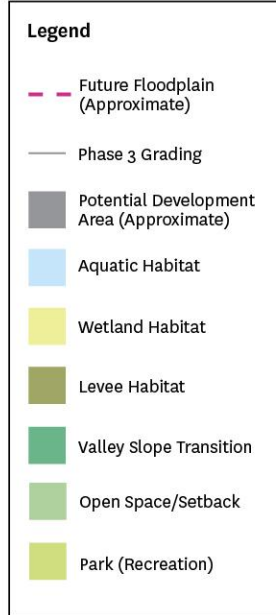 Legend
Future Floodplain
(Approximate)
Phase 3 Grading
Potential Development
Area (Approximate)
Aquatic Habitat
Wetland Habitat
Levee Habitat
Valley Slope Transition
Open Space/Setback
Park (Recreation)